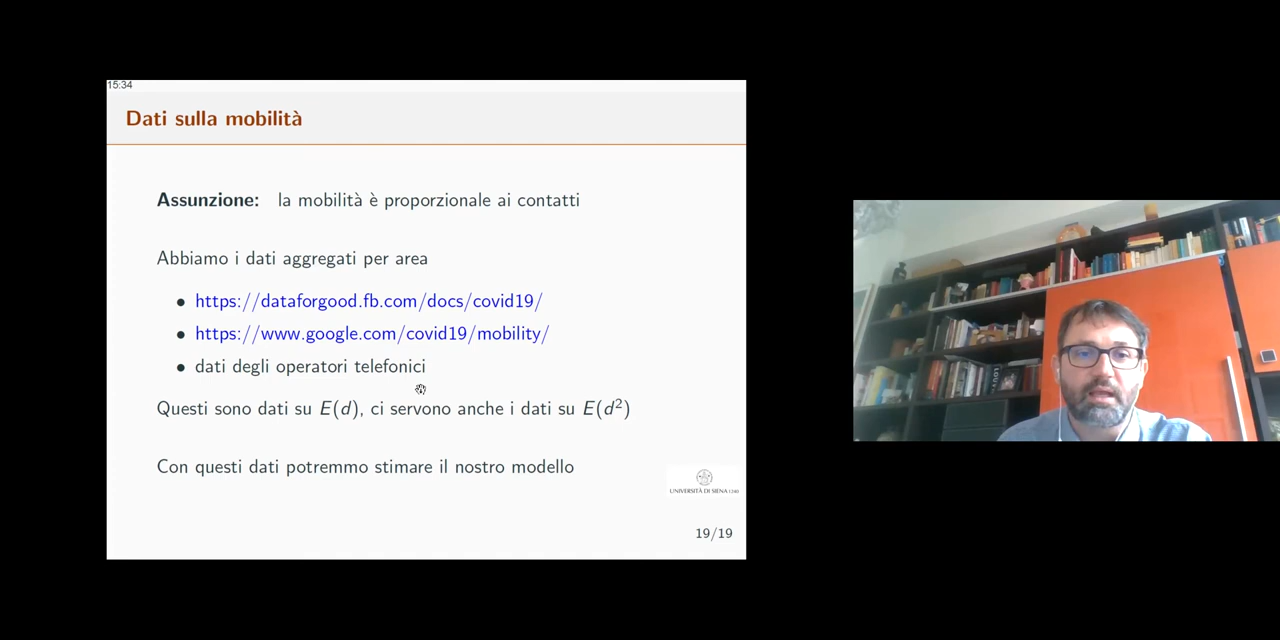 15:34
Dati sulla mobilità
Assunzione: la mobilità è proporzionale ai contatti
Abbiamo i dati aggregati per area
• https://dataforgood.fb.com/docs/covid19/
• https://www.google.com/covid19/mobility/
• dati degli operatori telefonici
Questi sono dati su E(d), ci servono anche i dati su E(d²)
Con questi dati potremmo stimare il nostro modello
UNIVERSITÀ DI SIENA 1240
19/19